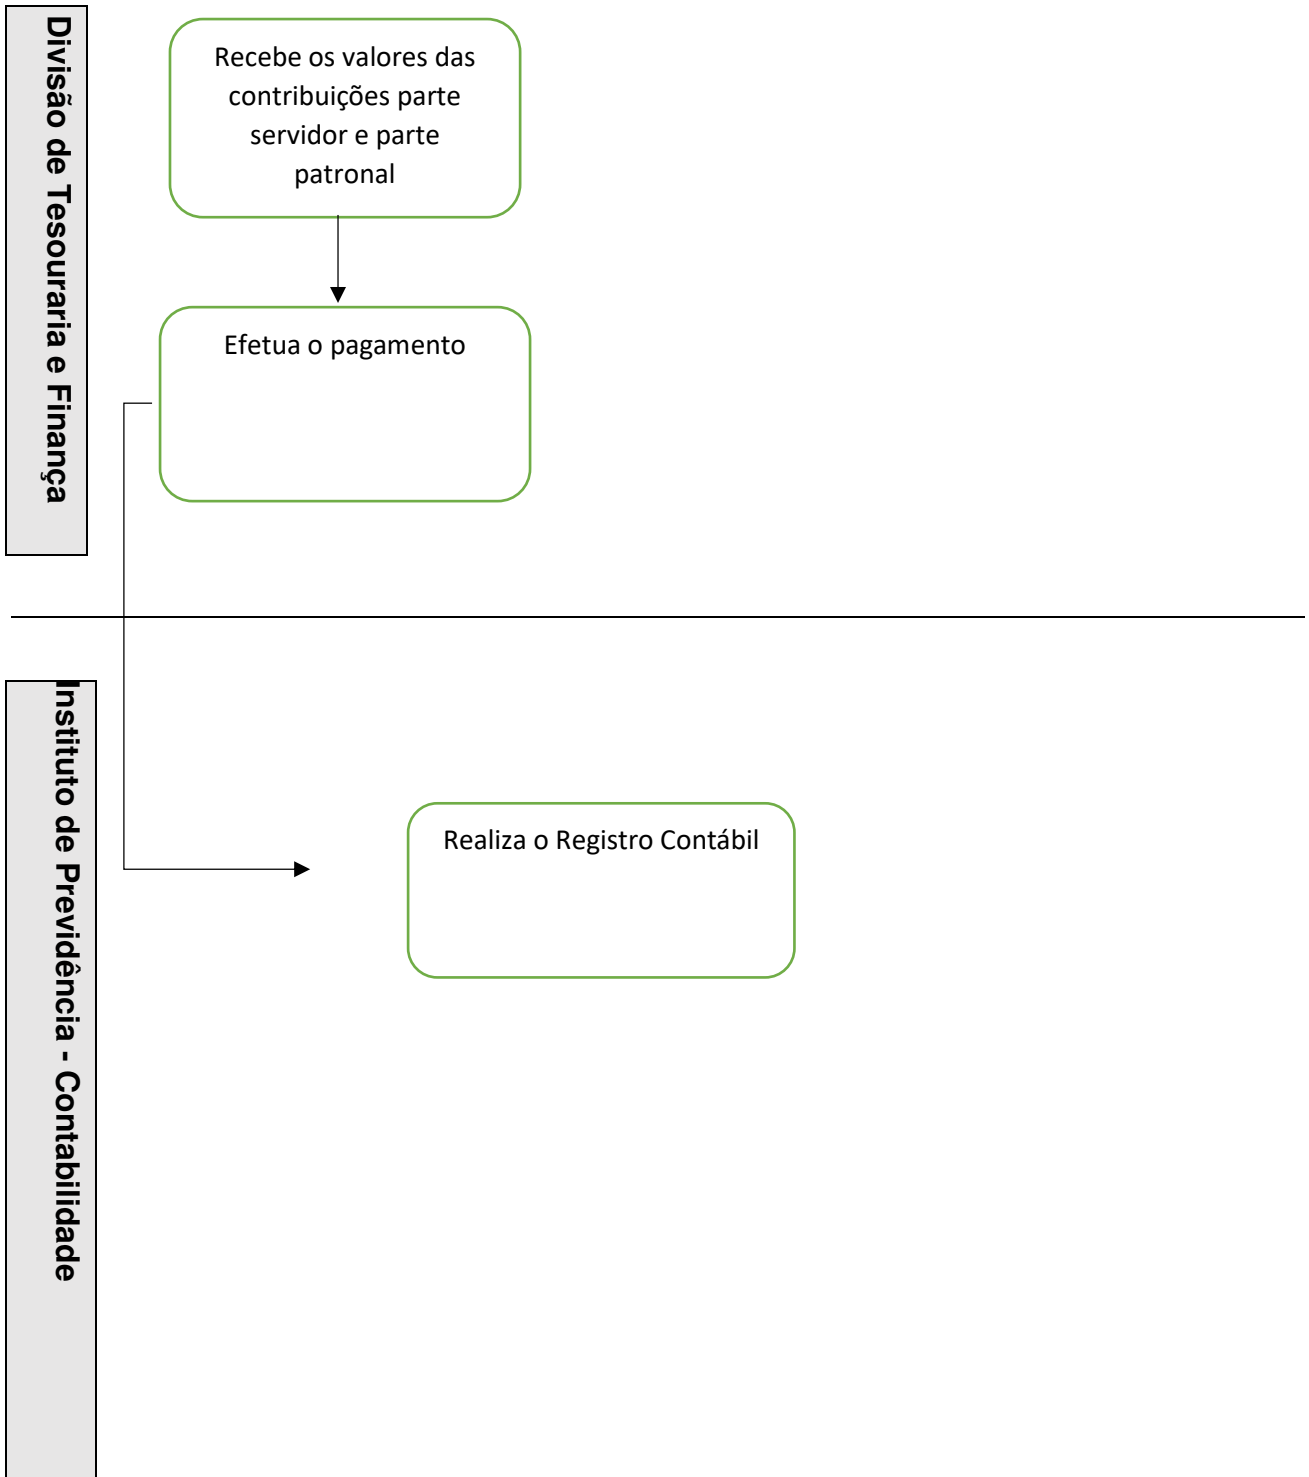 Divisão de Tesouraria e Finança
Recebe os valores das
contribuições parte
servidor e parte
patronal
Efetua o pagamento
Instituto de Previdência - Contabilidade
Realiza o Registro Contábil